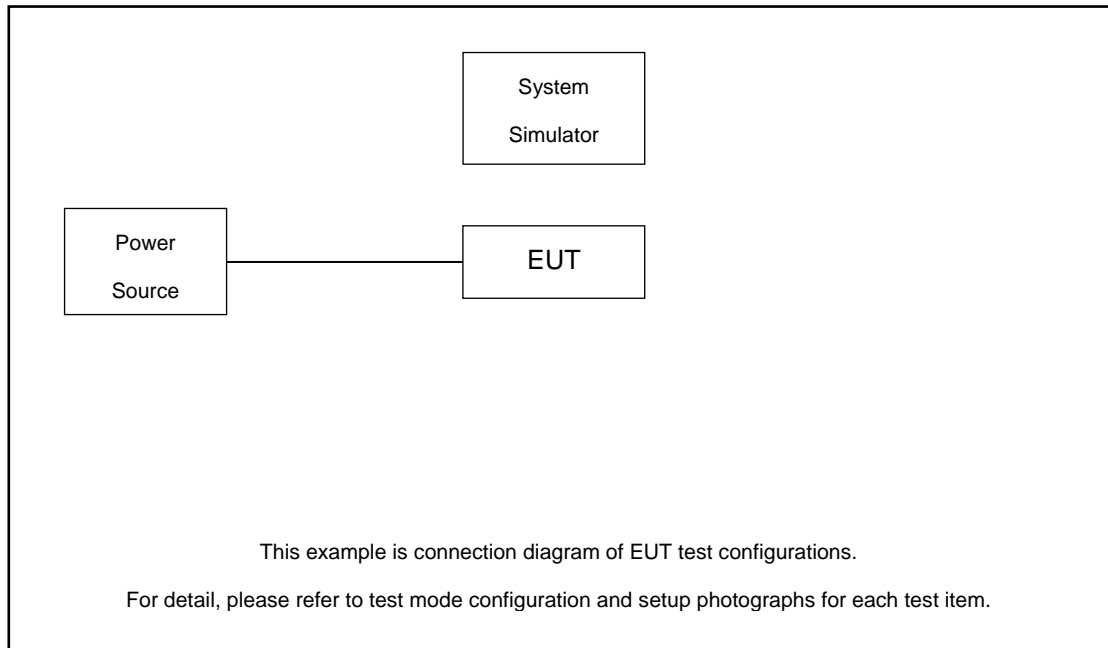 System
Simulator
Power
Source
EUT
This example is connection diagram of EUT test configurations.
For detail, please refer to test mode configuration and setup photographs for each test item.